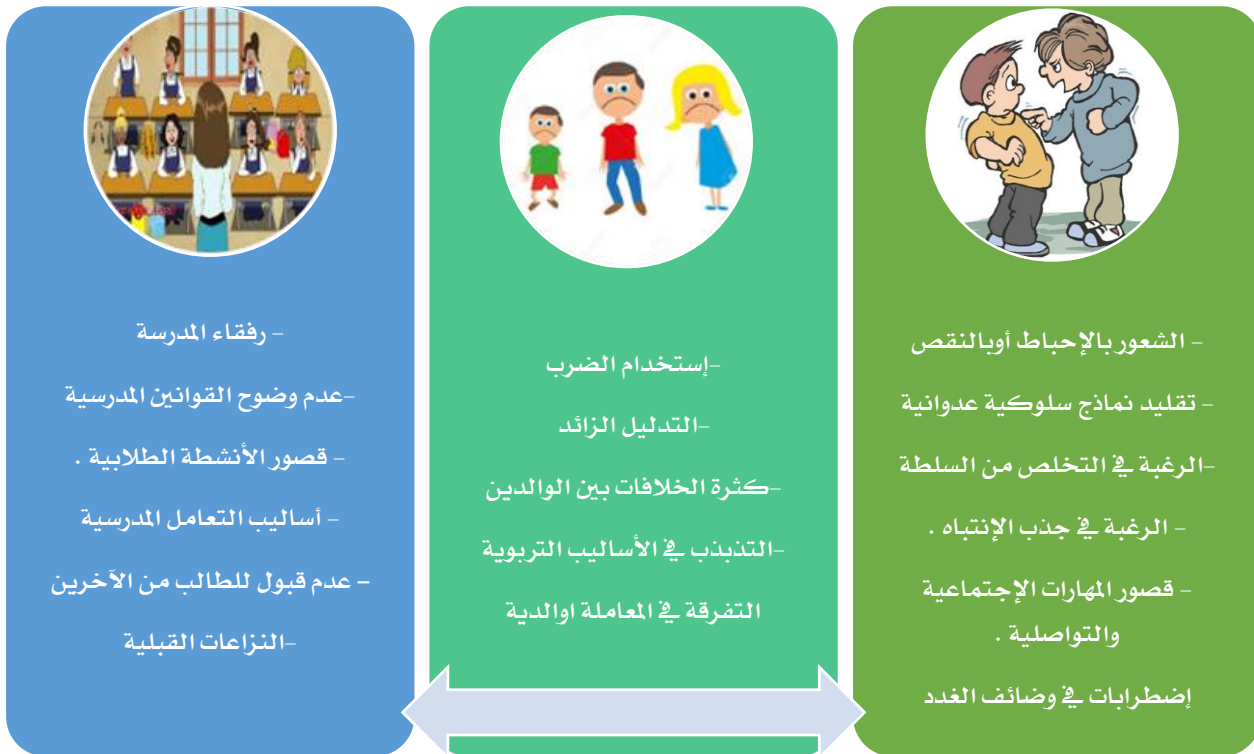 - الشعور بالإحباط أوبالنقص
- تقليد نماذج سلوكية عدوانية
-الرغبة في التخلص من السلطة
- الرغبة في جذب الإنتباه .
- قصور المهارات الإجتماعية
والتواصلية .
إضطرابات في وضائف الغدد
-إستخدام الضرب
-التدليل الزائد
-كثرة الخلافات بين الوالدين
-التذبذب في الأساليب التربوية
التفرقة في المعاملة اوالدية
- رفقاء المدرسة
-عدم وضوح القوانين المدرسية
- قصور الأنشطة الطلابية .
- أساليب التعامل المدرسية
- عدم قبول للطالب من الآخرين
-النزاعات القبلية